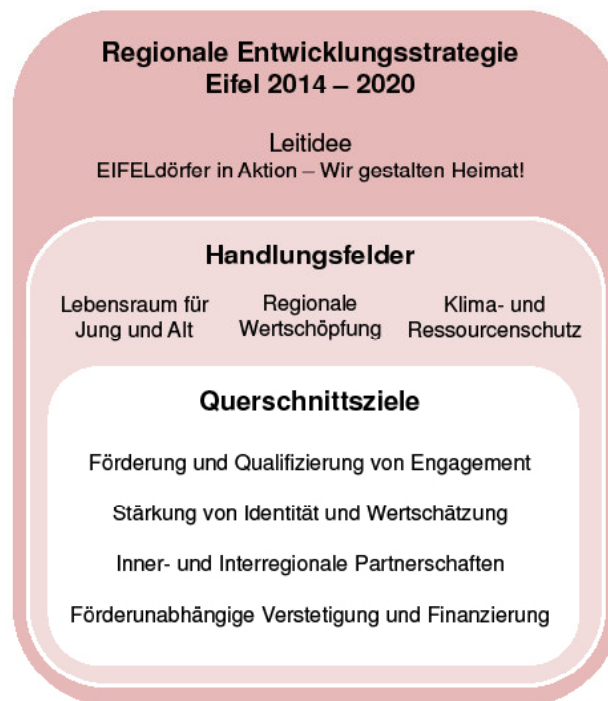 Regionale Entwicklungsstrategie
Eifel 2014 – 2020
Leitidee
EIFELdörfer in Aktion – Wir gestalten Heimat!
Handlungsfelder
Lebensraum für
Jung und Alt
Regionale
Wertschöpfung
Klima- und
Ressourcenschutz
Querschnittsziele
Förderung und Qualifizierung von Engagement
Stärkung von Identität und Wertschätzung
Inner- und Interregionale Partnerschaften
Förderunabhängige Verstetigung und Finanzierung